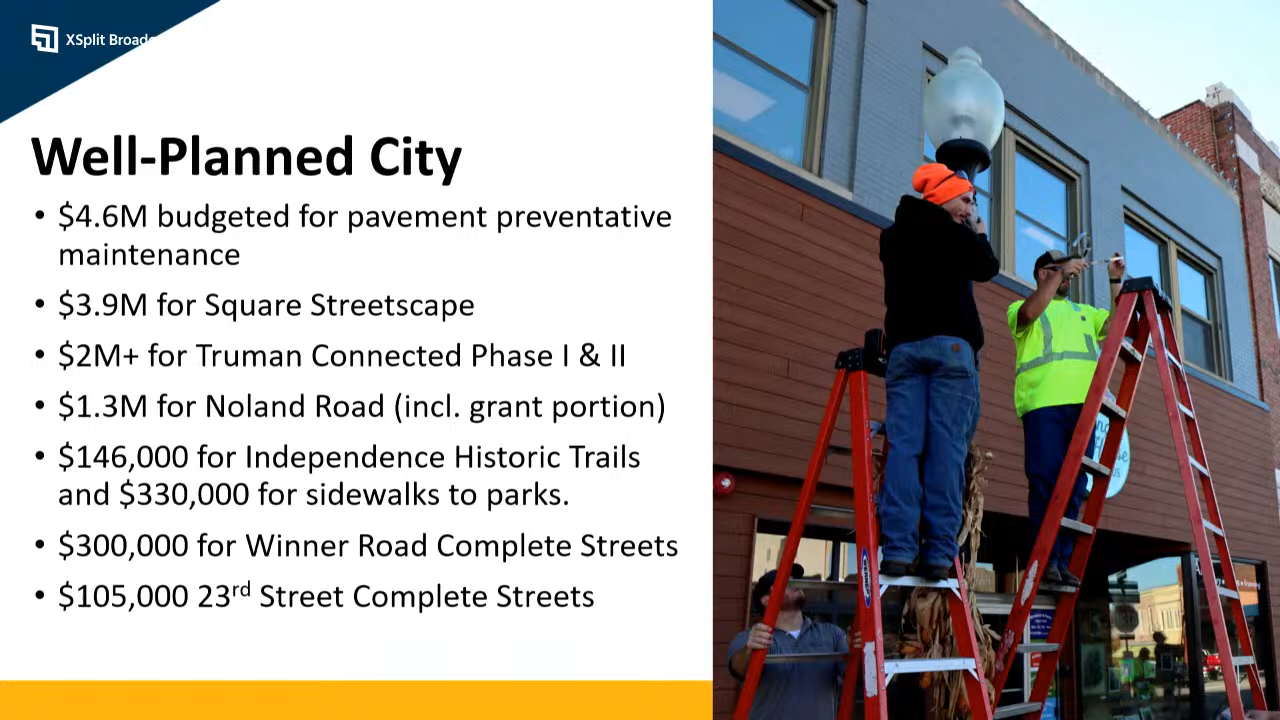 XSplit Broadc
Well-Planned City
• $4.6M budgeted for pavement preventative
maintenance
• $3.9M for Square Streetscape
• $2M+ for Truman Connected Phase I & II
• $1.3M for Noland Road (incl. grant portion)
• $146,000 for Independence Historic Trails
and $330,000 for sidewalks to parks.
• $300,000 for Winner Road Complete Streets
• $105,000 23rd Street Complete Streets